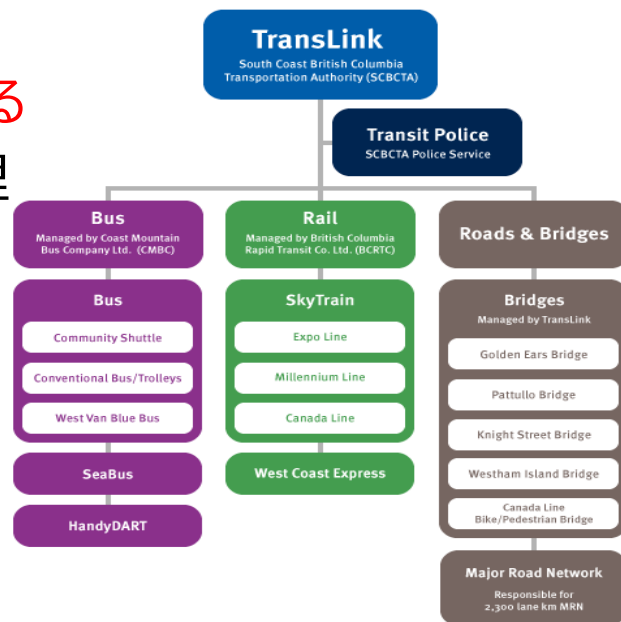 TransLink
South Coast British Columbia
Transportation Authority (SCBCTA)
る
Transit Police
SCBCTA Police Service
Bus
Managed by Coast Mountain
Bus Company Ltd. (CMBC)
Rail
Managed by British Columbia
Rapid Transit Co. Ltd. (BCRTC)
Roads & Bridges
Bus
Community Shuttle
Conventional Bus/Trolleys
West Van Blue Bus
SeaBus
HandyDART
SkyTrain
Expo Line
Millennium Line
Canada Line
West Coast Express
Bridges
Managed by TransLink
Golden Ears Bridge
Pattullo Bridge
Knight Street Bridge
Westham Island Bridge
Canada Line
Bike/Pedestrian Bridge
Major Road Network
Responsible for
2,300 lane km MRN